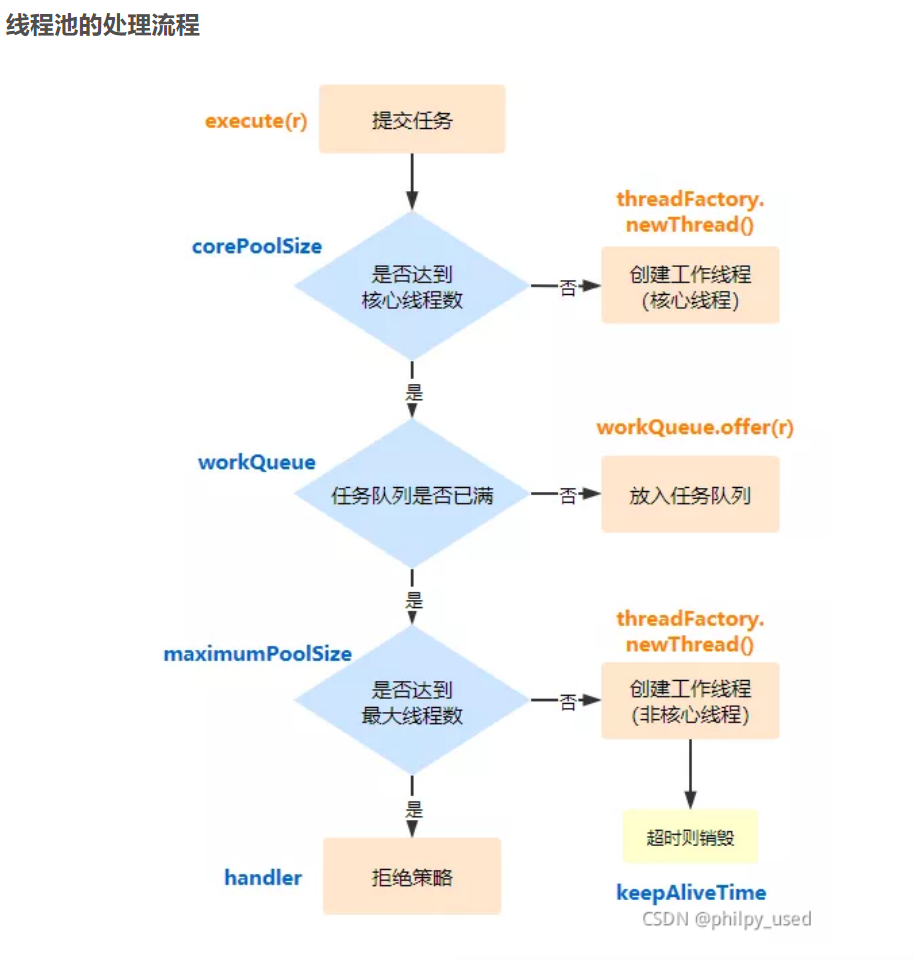 线程池的处理流程
execute(r)
提交任务
threadFactory.
newThread()
corePoolSize
是否达到
核心线程数
否
创建工作线程
(核心线程)
是
workQueue.offer(r)
workQueue
任务队列是否已满
否
放入任务队列
是
threadFactory.
newThread()
maximumPoolSize
是否达到
最大线程数
否
创建工作线程
(非核心线程)
是
超时则销毁
handler
拒绝策略
keepAliveTime
CSDN @philpy_used